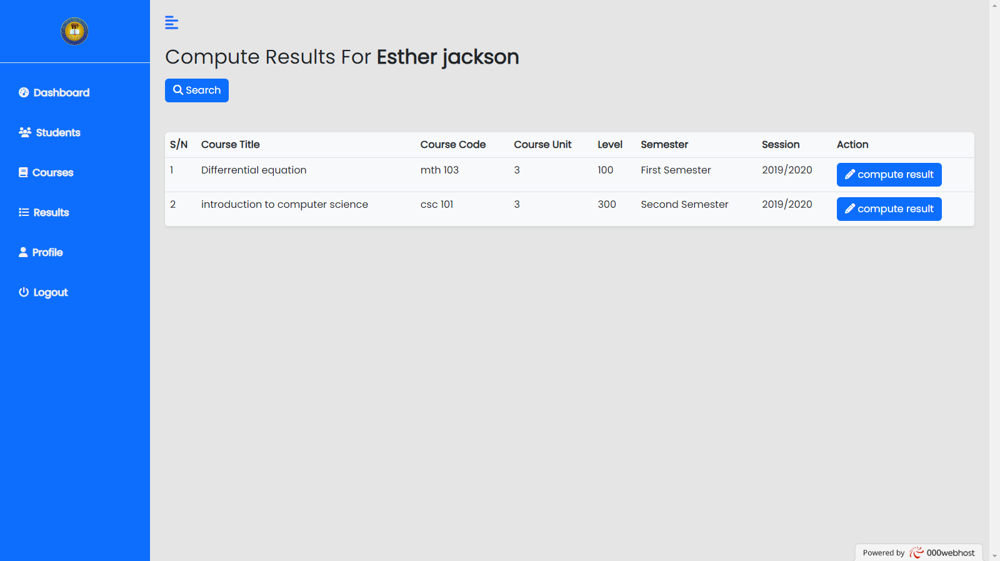 Compute Results For Esther jackson
Search
Dashboard
Students
Courses
Results
Profile
Logout
S/N Course Title Course Code Course Unit Level Semester Session Action
1 Differrential equation mth 103 3 100 First Semester 2019/2020 compute result
2 introduction to computer science csc 101 3 300 Second Semester 2019/2020 compute result
Powered by 000webhost